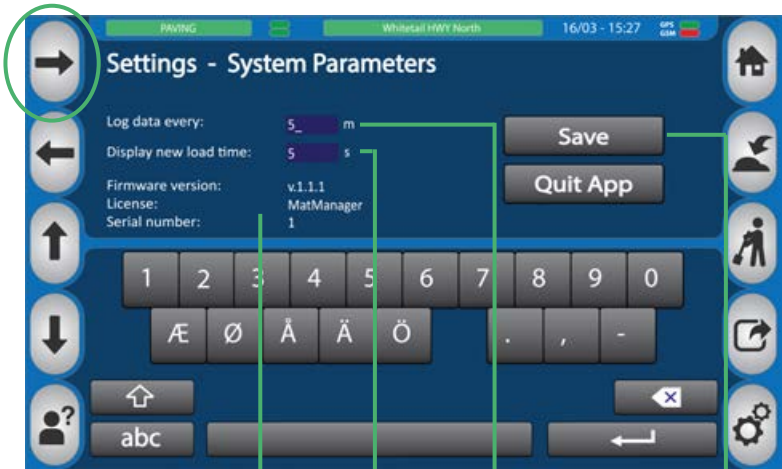 PAVING
Whitetail HWY North
16/03 - 15:27
GPS
GSM
Settings - System Parameters
Log data every: 5_ m
Display new load time: 5 s
Save
Quit App
Firmware version: v.1.1.1
License: MatManager
Serial number: 1
1 2 3 4 5 6 7 8 9 0
Æ Ø Å Ä Ö . , -
?
abc